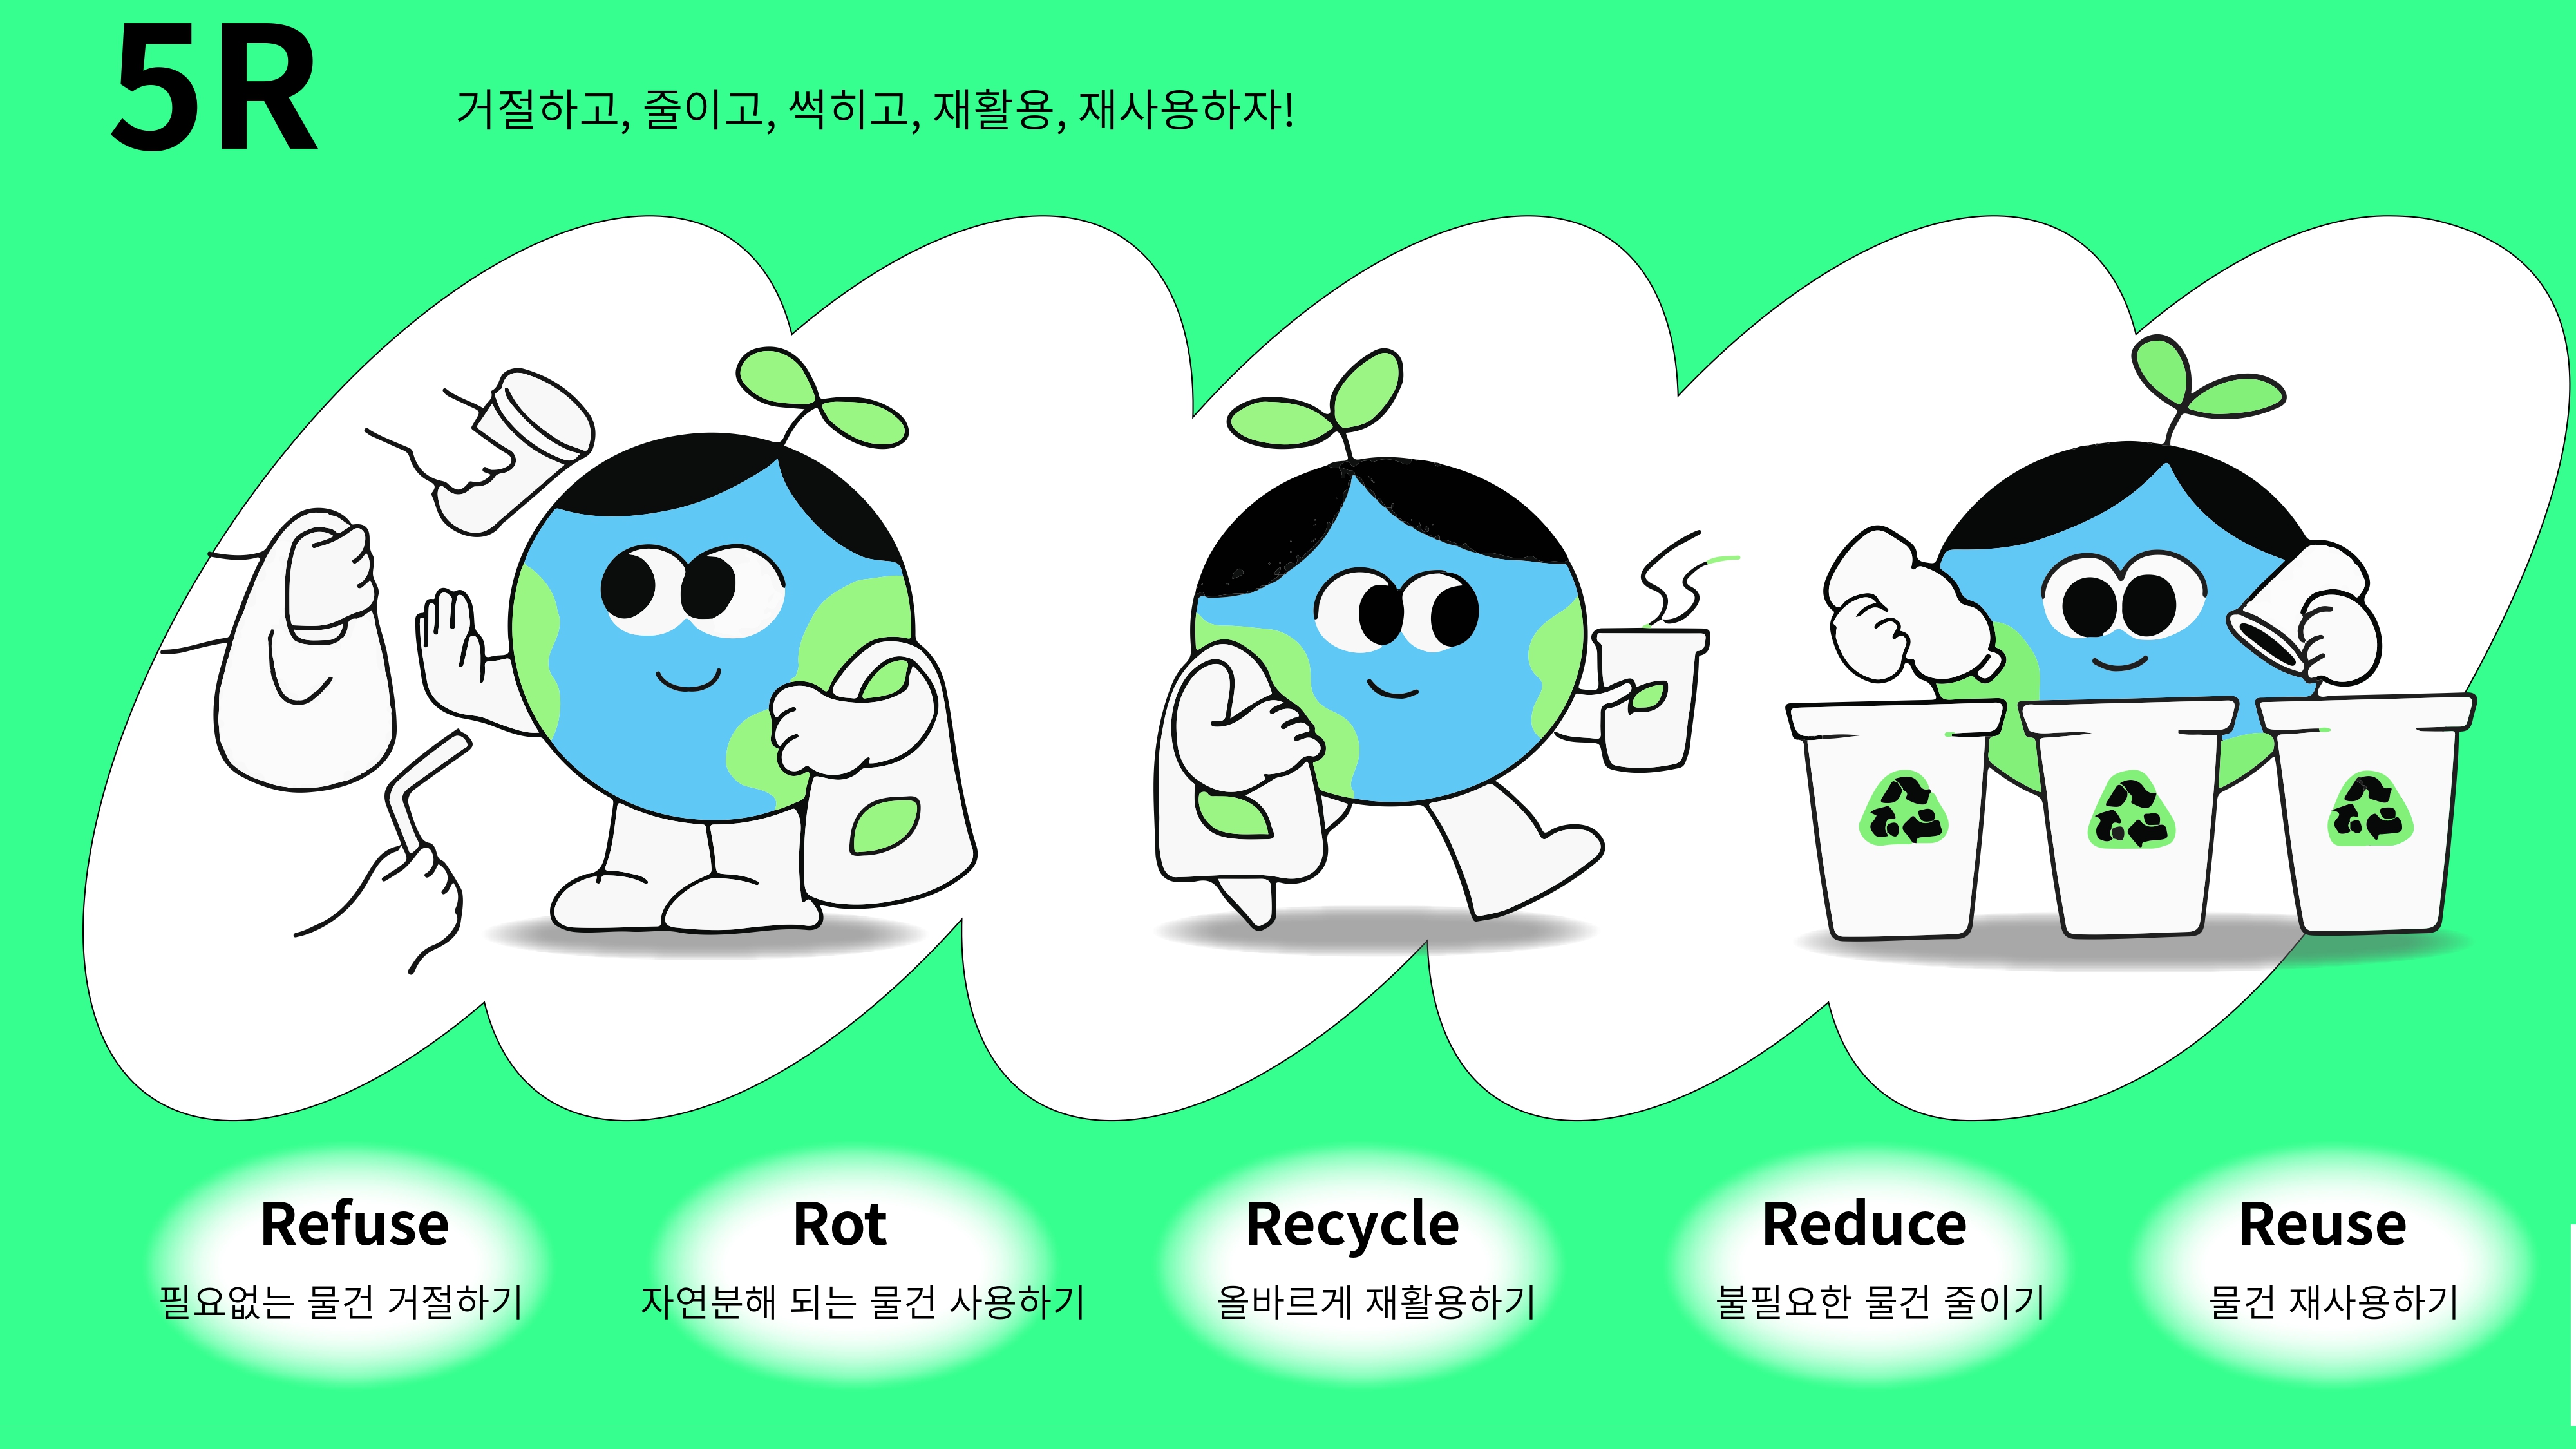 5R
거절하고, 줄이고, 썩히고, 재활용, 재사용하자!
Refuse
필요없는 물건 거절하기
Rot
자연분해 되는 물건 사용하기
Recycle
올바르게 재활용하기
Reduce
불필요한 물건 줄이기
Reuse
물건 재사용하기